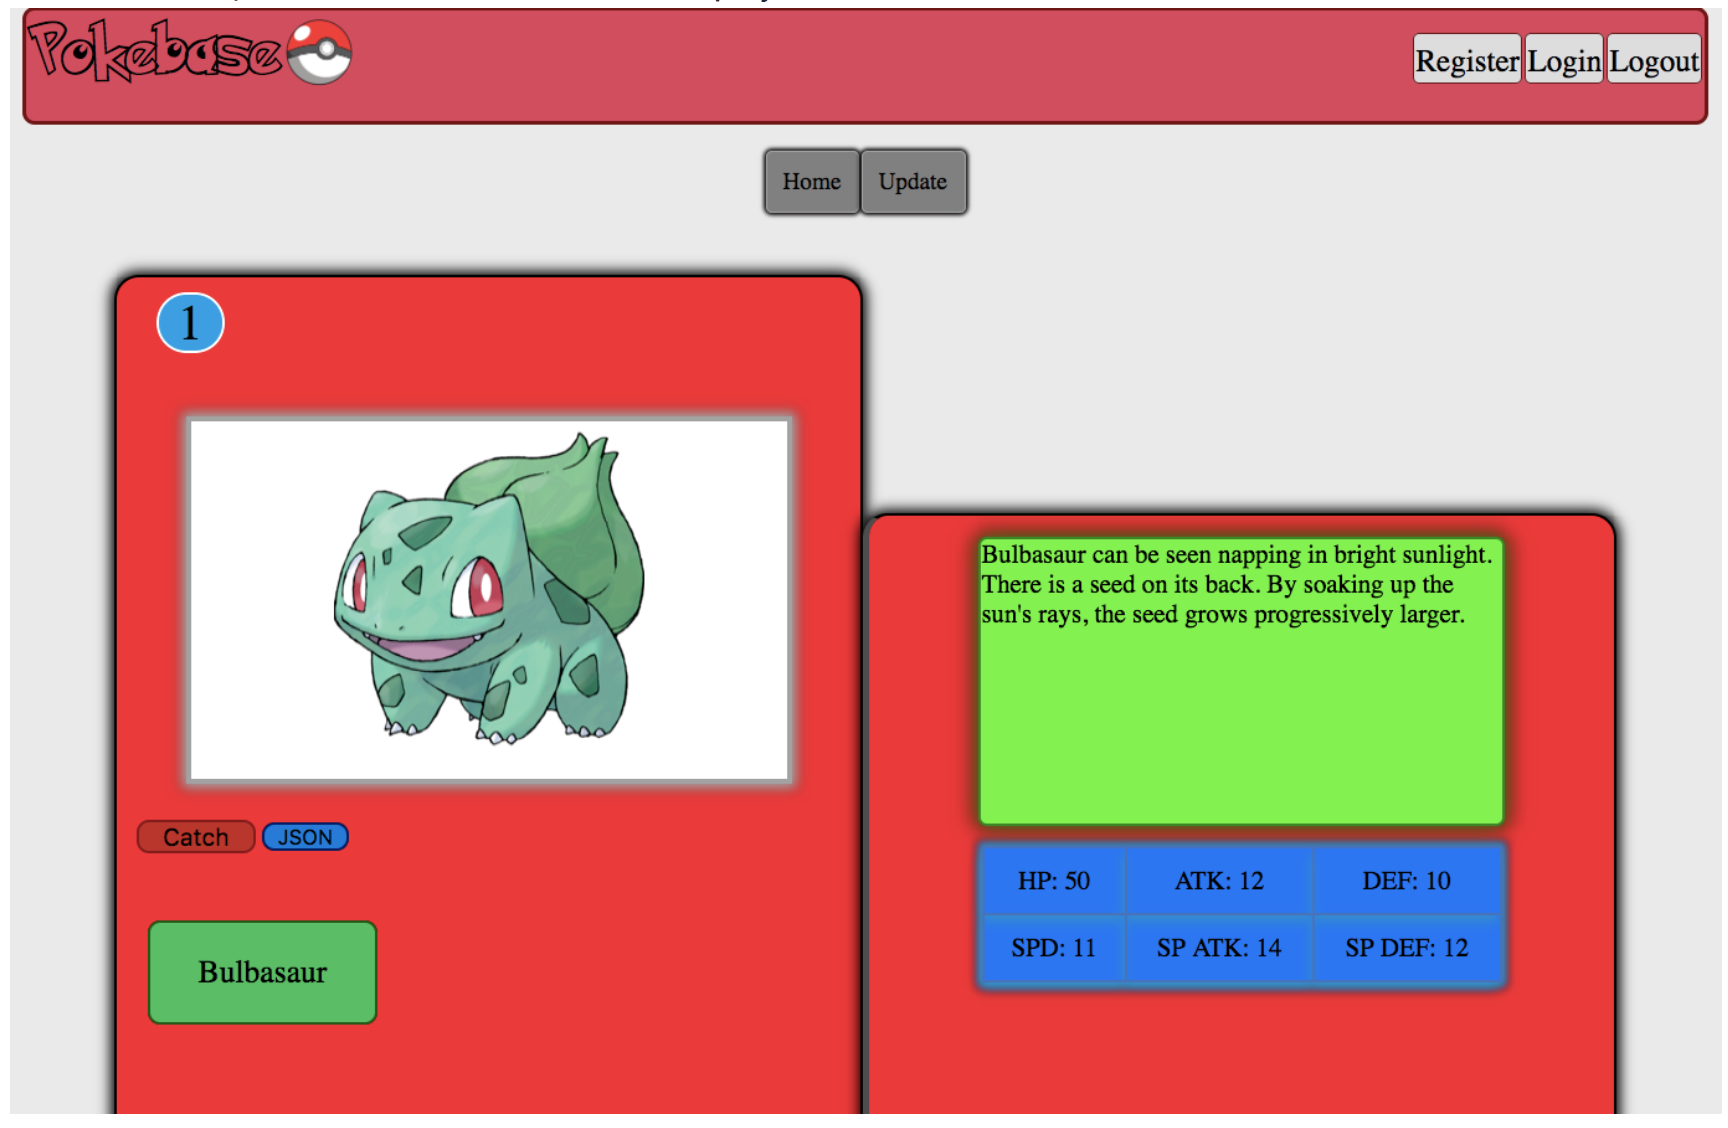 Pokebase
Register Login Logout
Home Update
1
Catch JSON
Bulbasaur
Bulbasaur can be seen napping in bright sunlight.
There is a seed on its back. By soaking up the
sun's rays, the seed grows progressively larger.
HP: 50 ATK: 12 DEF: 10
SPD: 11 SP ATK: 14 SP DEF: 12